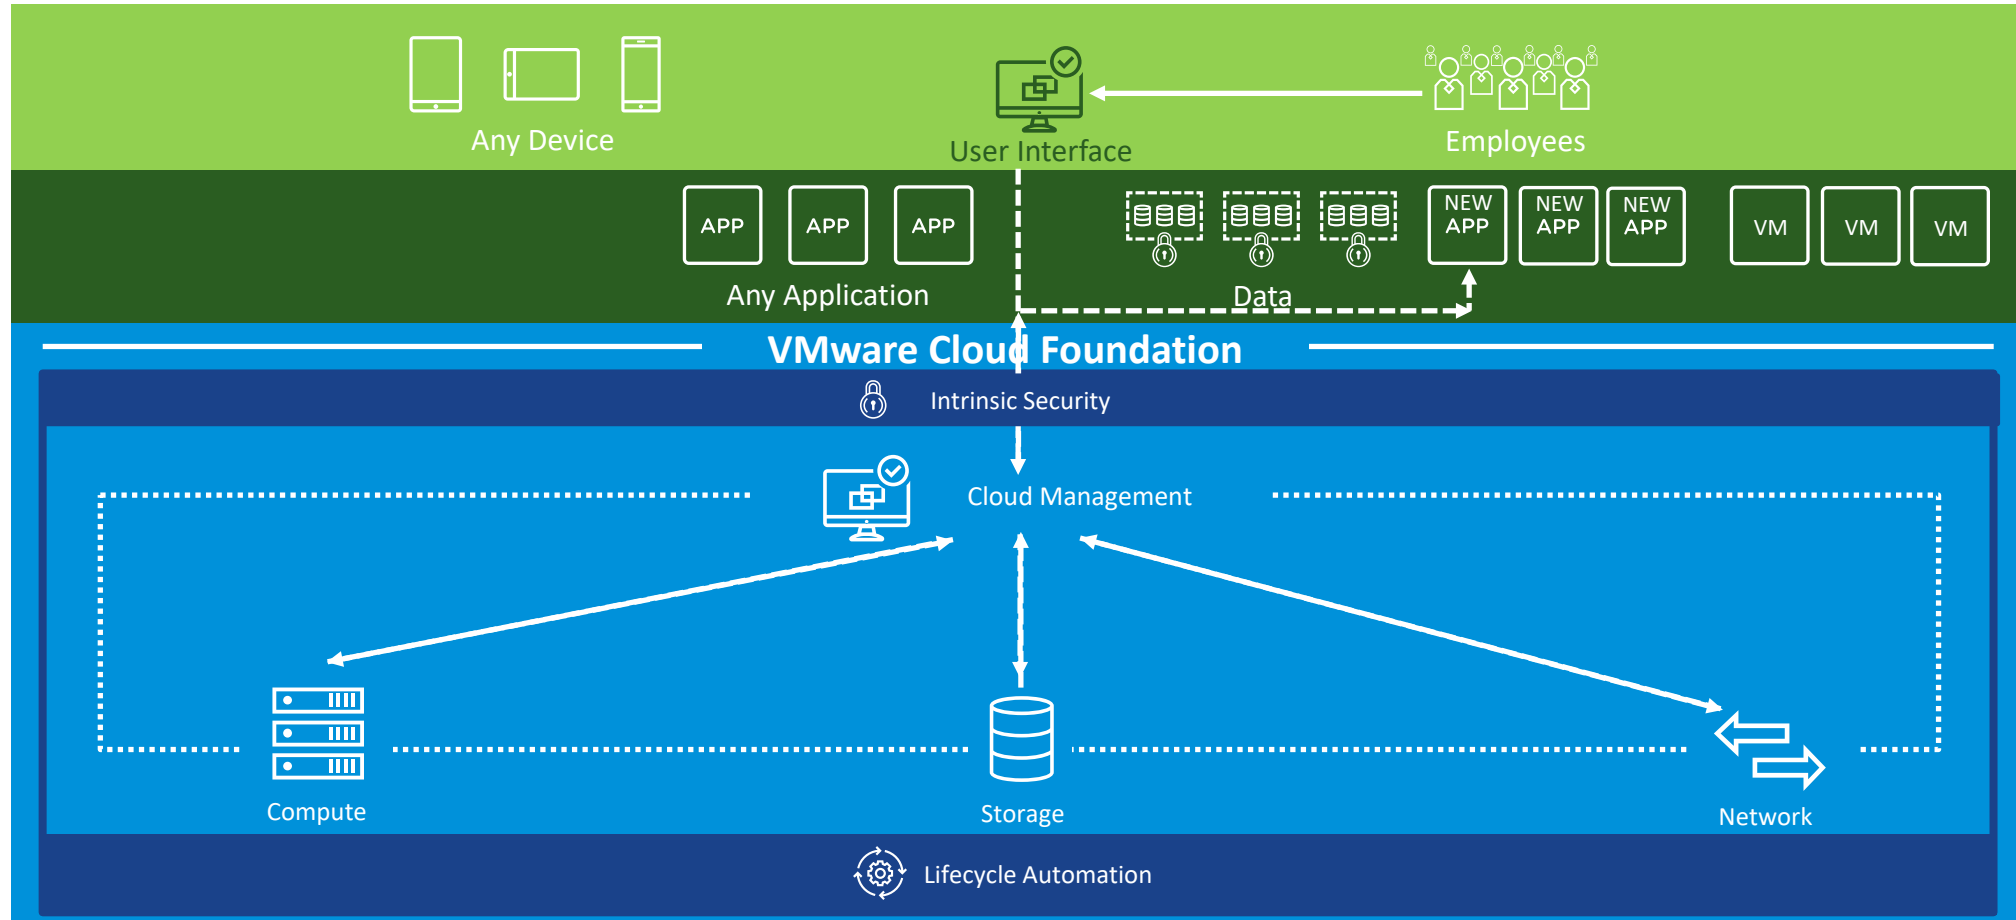 Any Device
User Interface
Employees
APP
APP
APP
NEW
APP
NEW
APP
NEW
APP
VM
VM
VM
Any Application
Data
VMware Cloud Foundation
Intrinsic Security
Cloud Management
Compute
Storage
Network
Lifecycle Automation